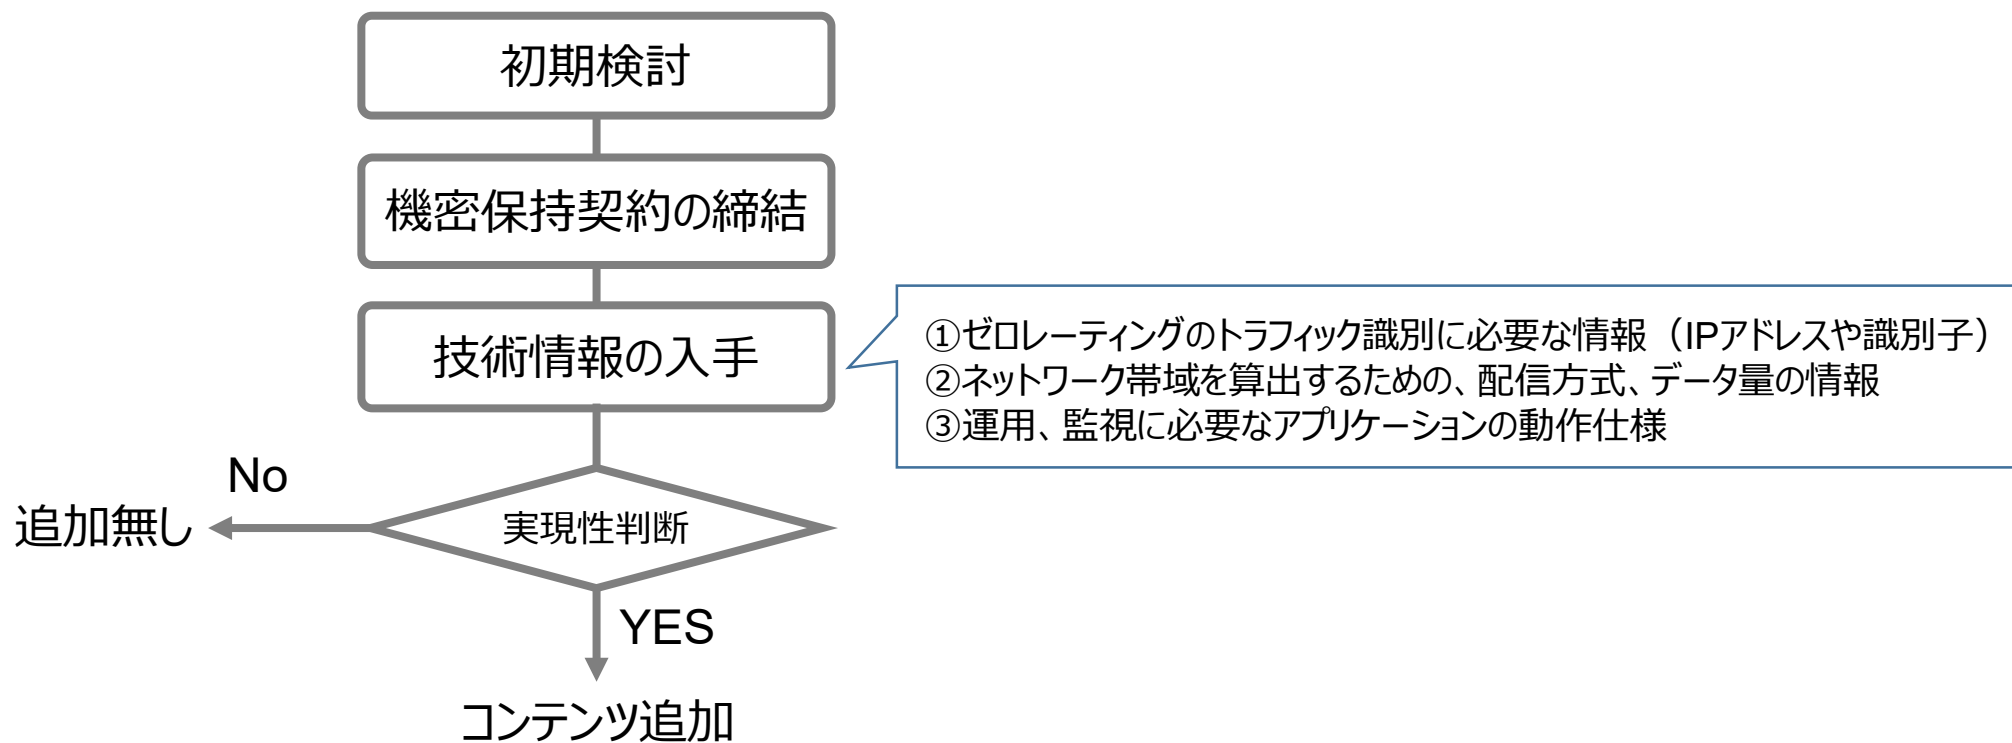 初期検討
機密保持契約の締結
技術情報の入手
①ゼロレーティングのトラフィック識別に必要な情報（IPアドレスや識別子）
②ネットワーク帯域を算出するための、配信方式、データ量の情報
③運用、監視に必要なアプリケーションの動作仕様
No
追加無し
実現性判断
YES
コンテンツ追加